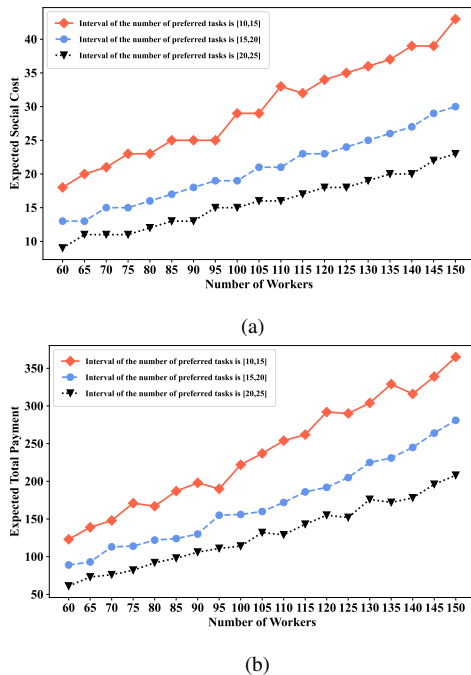 Interval of the number of preferred tasks is [10,15]
Interval of the number of preferred tasks is [15,20]
Interval of the number of preferred tasks is [20,25]
Expected Social Cost
40
35
30
25
20
15
10
60 65 70 75 80 85 90 95 100 105 110 115 120 125 130 135 140 145 150
Number of Workers
(a)
Interval of the number of preferred tasks is [10,15]
Interval of the number of preferred tasks is [15,20]
Interval of the number of preferred tasks is [20,25]
Expected Total Payment
350
300
250
200
150
100
50
60 65 70 75 80 85 90 95 100 105 110 115 120 125 130 135 140 145 150
Number of Workers
(b)